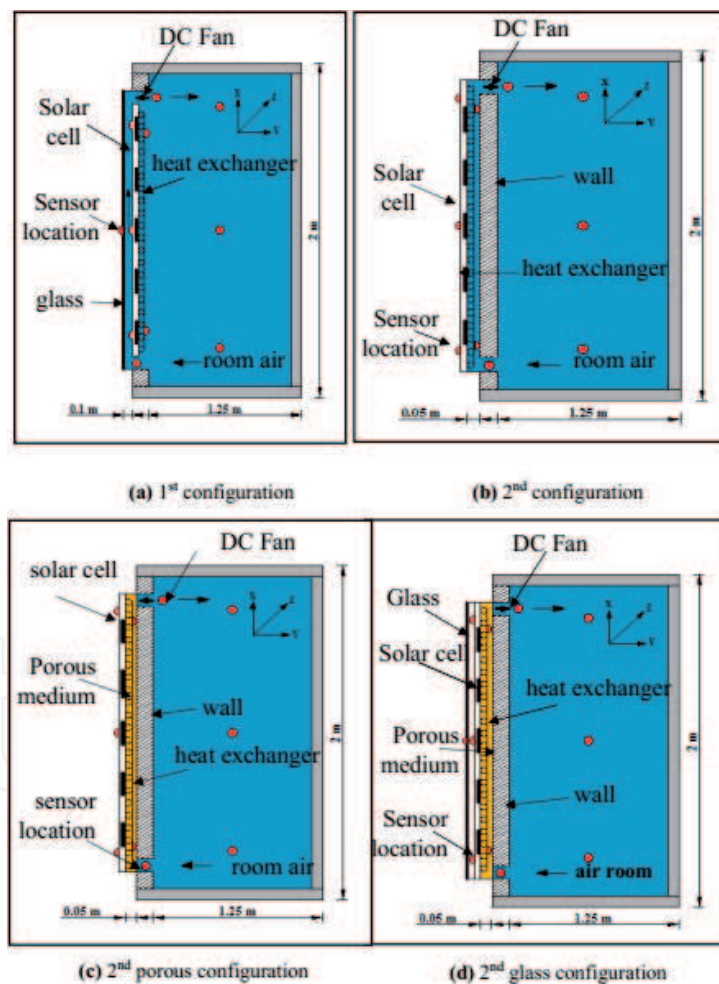 DC Fan
Solar
cell
X
Z
Y
heat exchanger
Sensor
location
2 m
glass
room air
0.1 m
1.25 m
(a) 1st configuration
DC Fan
X
Z
Y
wall
Solar
cell
2 m
heat exchanger
Sensor
location
room air
0.05 m
1.25 m
(b) 2nd configuration
DC Fan
solar cell
X
Z
Y
Porous
medium
wall
2 m
heat exchanger
sensor
location
room air
0.05 m
1.25 m
(c) 2nd porous configuration
DC Fan
Glass
X
Z
Y
Solar cell
heat exchanger
Porous
medium
2 m
wall
Sensor
location
air room
0.05 m
1.25 m
(d) 2nd glass configuration